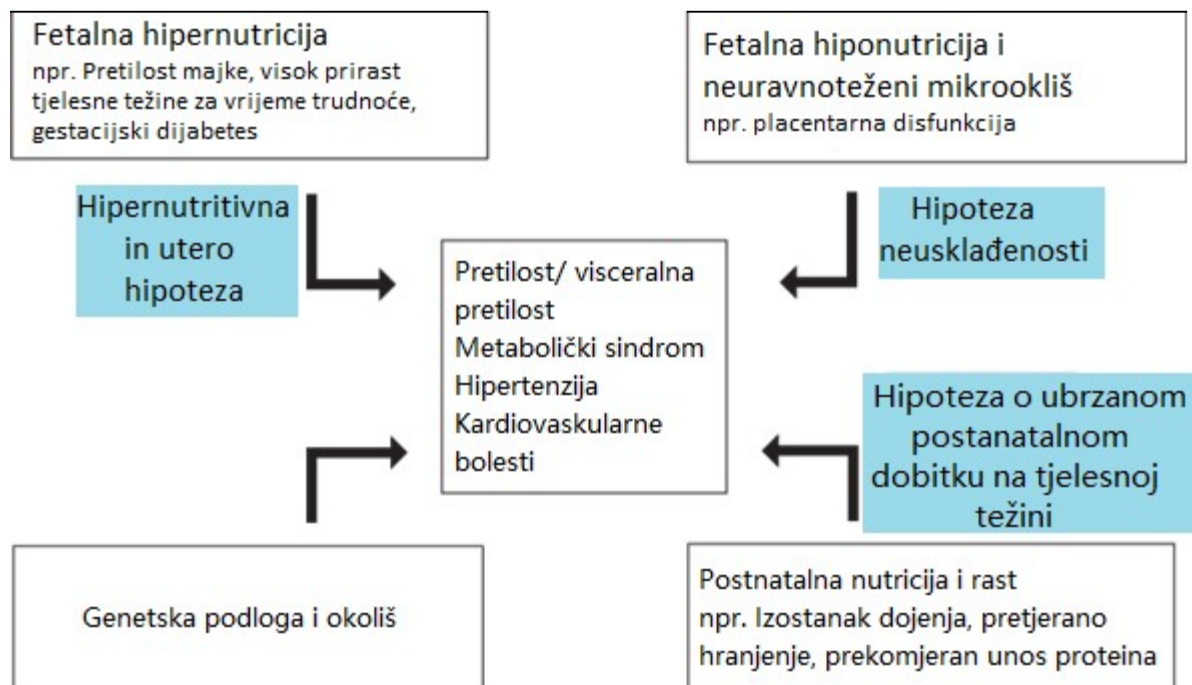 Fetalna hipernutricija
npr. Pretilost majke, visok prirast
tjelesne težine za vrijeme trudnoće,
gestacijski dijabetes
Fetalna hiponutricija i
neuravnoteženi mikrookliš
npr. placentarna disfunkcija
Hipernutritivna
in utero
hipoteza
Hipoteza
neusklađenosti
Pretilost/ visceralna
pretilost
Metabolički sindrom
Hipertenzija
Kardiovaskularne
bolesti
Hipoteza o ubrzanom
postanatalnom
dobitku na tjelesnoj
težini
Genetska podloga i okoliš
Postnatalna nutricija i rast
npr. Izostanak dojenja, pretjerano
hranjenje, prekomjeran unos proteina